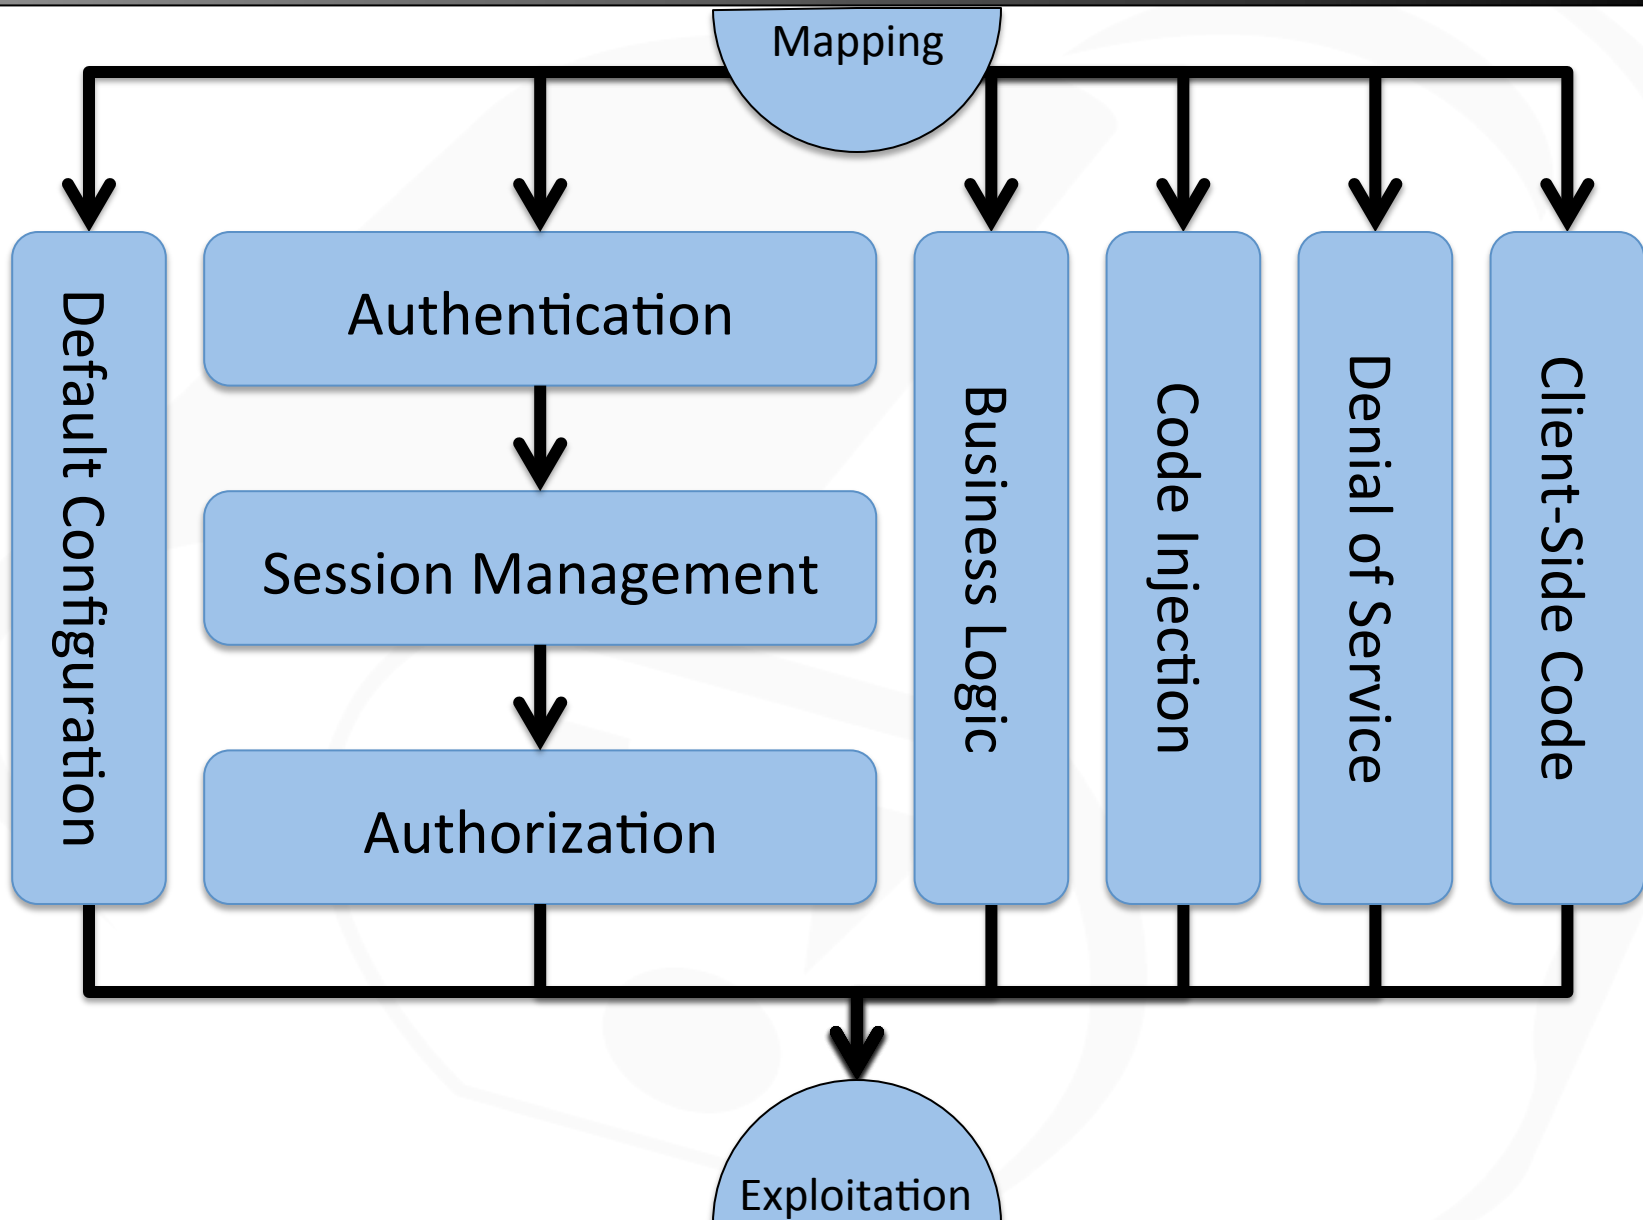 Mapping
Default Configuration
Authentication
Session Management
Authorization
Business Logic
Code Injection
Denial of Service
Client-Side Code
Exploitation